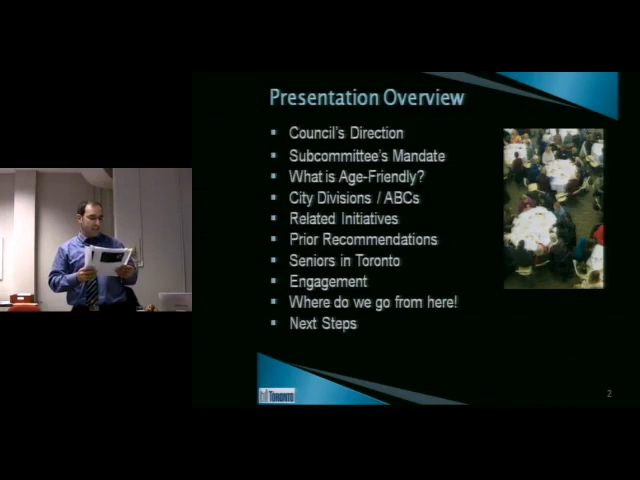 Presentation Overview
Council's Direction
Subcommittee's Mandate
What is Age-Friendly?
City Divisions / ABCs
Related Initiatives
Prior Recommendations
Seniors in Toronto
Engagement
Where do we go from here!
Next Steps
TORONTO
2